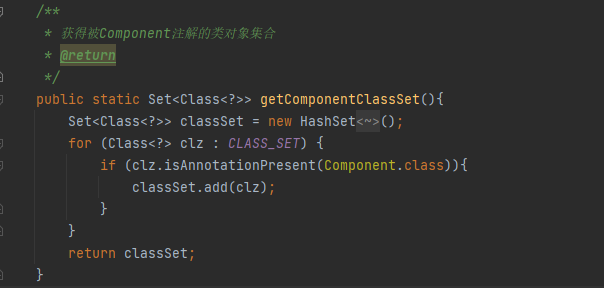 /**
 * 获得被Component注解的类对象集合
 * @return
 */
public static Set<Class<?>> getComponentClassSet(){
    Set<Class<?>> classSet = new HashSet<~>();
    for (Class<?> clz : CLASS_SET) {
        if (clz.isAnnotationPresent(Component.class)){
            classSet.add(clz);
        }
    }
    return classSet;
}